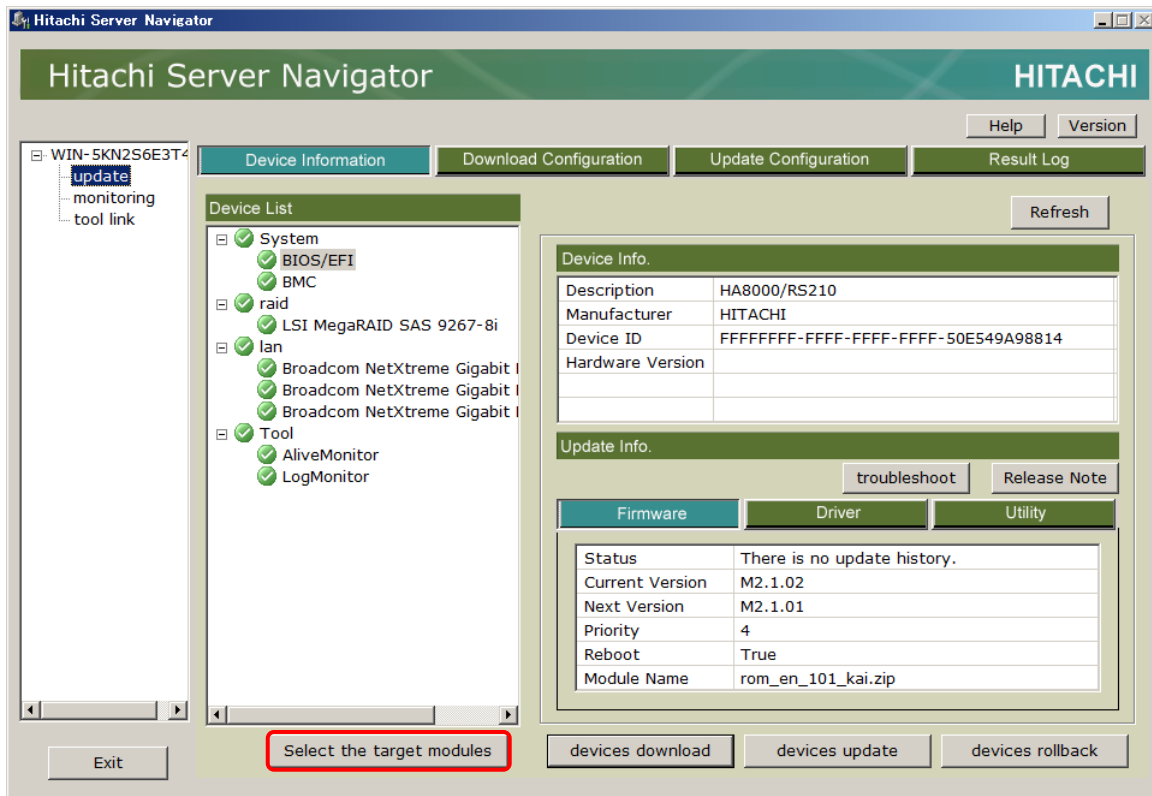 Hitachi Server Navigator
Hitachi Server Navigator
HITACHI
Help
Version
WIN-5KN2S6E3T4
update
monitoring
tool link
Device Information
Download Configuration
Update Configuration
Result Log
Device List
Refresh
System
BIOS/EFI
BMC
raid
LSI MegaRAID SAS 9267-8i
lan
Broadcom NetXtreme Gigabit
Broadcom NetXtreme Gigabit
Broadcom NetXtreme Gigabit
Tool
AliveMonitor
LogMonitor
Device Info.
Description HA8000/RS210
Manufacturer HITACHI
Device ID FFFFFFFF-FFFF-FFFF-FFFF-50E549A98814
Hardware Version
Update Info.
troubleshoot
Release Note
Firmware
Driver
Utility
Status There is no update history.
Current Version M2.1.02
Next Version M2.1.01
Priority 4
Reboot True
Module Name rom_en_101_kai.zip
Exit
Select the target modules
devices download
devices update
devices rollback